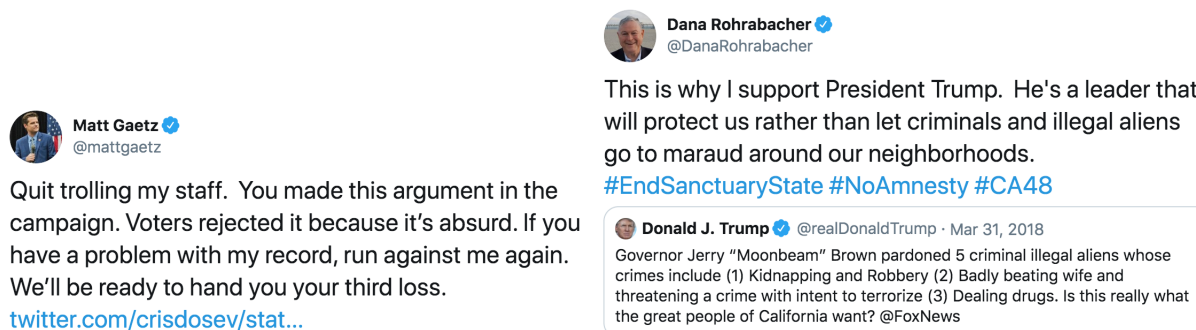 Matt Gaetz
@mattgaetz
Quit trolling my staff.  You made this argument in the
campaign. Voters rejected it because it’s absurd. If you
have a problem with my record, run against me again.
We’ll be ready to hand you your third loss.
twitter.com/crisdosev/stat…
Dana Rohrabacher
@DanaRohrabacher
This is why I support President Trump.  He's a leader that
will protect us rather than let criminals and illegal aliens
go to maraud around our neighborhoods.
#EndSanctuaryState #NoAmnesty #CA48
Donald J. Trump @realDonaldTrump · Mar 31, 2018
Governor Jerry “Moonbeam” Brown pardoned 5 criminal illegal aliens whose
crimes include (1) Kidnapping and Robbery (2) Badly beating wife and
threatening a crime with intent to terrorize (3) Dealing drugs. Is this really what
the great people of California want? @FoxNews